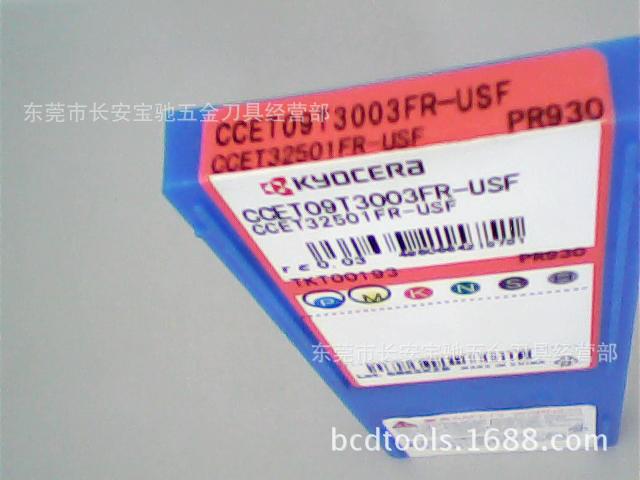 东莞市长安宝驰五金刀具经营部
CCET09T3003FR-USF
CCET32501FR-USF PR930
KYOCERA
CCET09T3003FR-USF
CCET32501FR-USF
rε0.03
TKT00193 PR930
P M K N S H
东莞市长安宝驰五金刀具经营部
bcdtools.1688.com